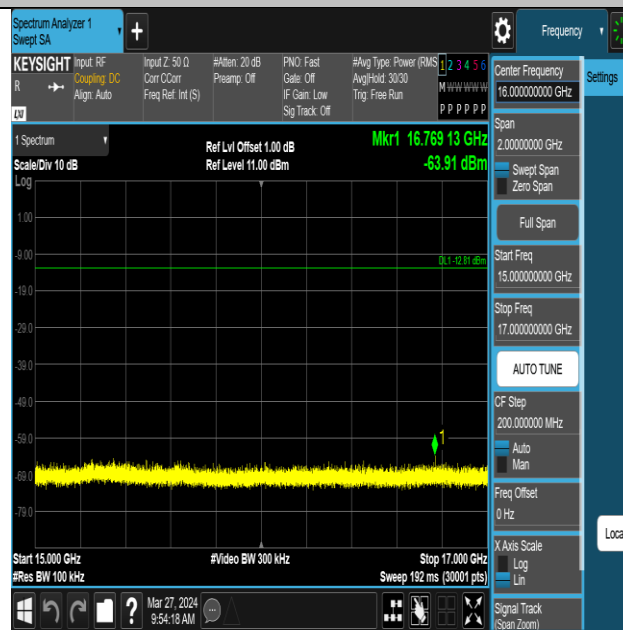 Spectrum Analyzer 1
Swept SA
+
Frequency
KEYSIGHT
R
LXI
Input: RF
Coupling: DC
Align: Auto
Input Z: 50 Ω
Corr CCorr
Freq Ref: Int (S)
#Atten: 20 dB
Preamp: Off
PNO: Fast
Gate: Off
IF Gain: Low
Sig Track: Off
#Avg Type: Power (RMS
Avg|Hold: 30/30
Trig: Free Run
1 2 3 4 5 6
M W W W W W
P P P P P P
1 Spectrum
Scale/Div 10 dB
Ref Lvl Offset 1.00 dB
Ref Level 11.00 dBm
Mkr1 16.769 13 GHz
-63.91 dBm
Log
1.00
-9.00
DL1 -12.81 dBm
-19.0
-29.0
-39.0
-49.0
-59.0
1
-69.0
-79.0
Start 15.000 GHz
#Res BW 100 kHz
#Video BW 300 kHz
Stop 17.000 GHz
Sweep 192 ms (30001 pts)
Center Frequency
16.000000000 GHz
Settings
Span
2.00000000 GHz
Swept Span
Zero Span
Full Span
Start Freq
15.000000000 GHz
Stop Freq
17.000000000 GHz
AUTO TUNE
CF Step
200.000000 MHz
Auto
Man
Freq Offset
0 Hz
X Axis Scale
Log
Lin
Loca
Signal Track
(Span Zoom)
?
Mar 27, 2024
9:54:18 AM